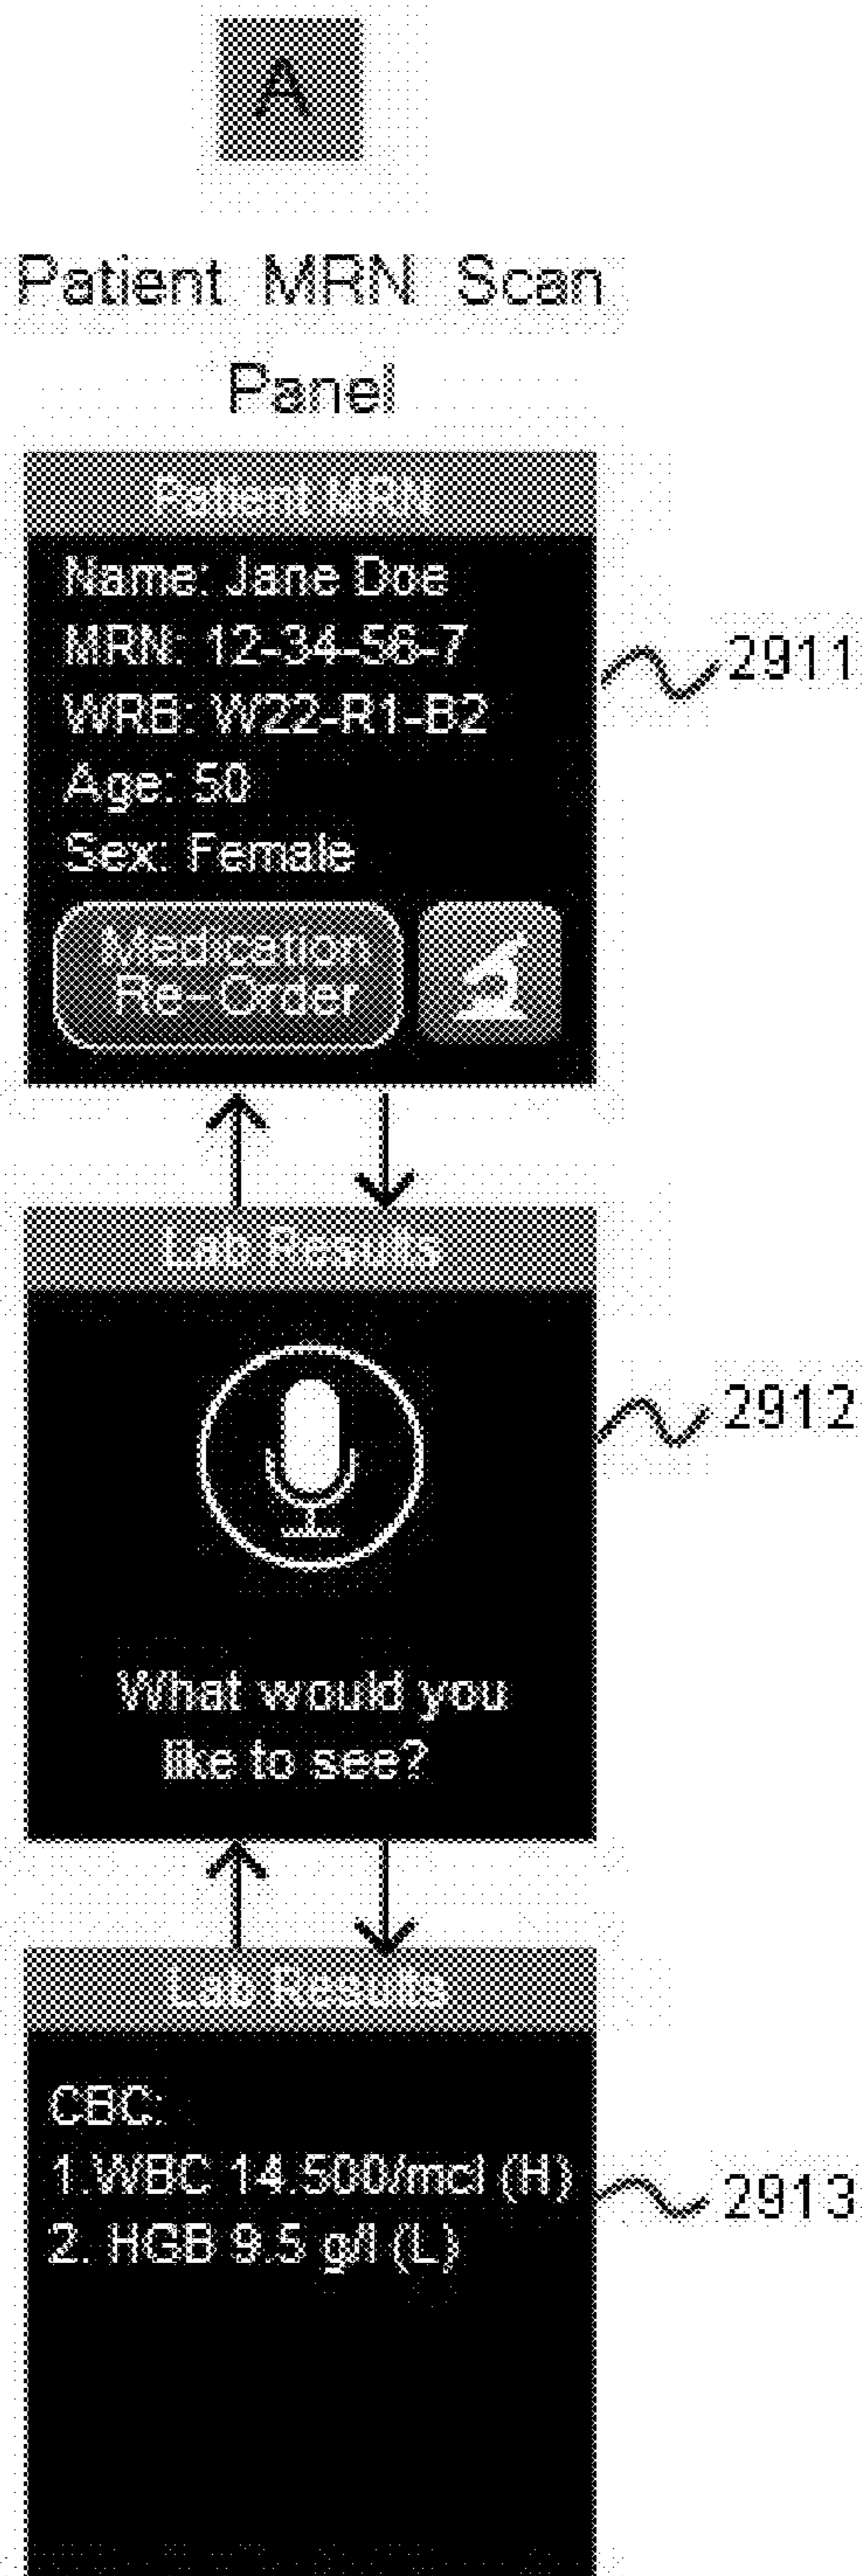 A
Patient MRN Scan
Panel
Patient MRN
Name: Jane Doe
MRN: 12-34-56-7
WRB: W22-R1-B2
Age: 50
Sex: Female
Medication
Re-Order
2911
Lab Results
What would you
like to see?
2912
Lab Results
CBC:
1.WBC 14.500/mcl (H)
2. HGB 9.5 g/l (L)
2913